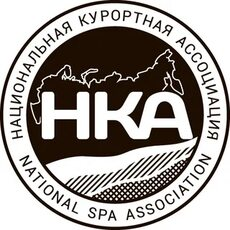 НАЦИОНАЛЬНАЯ КУРОРТНАЯ АССОЦИАЦИЯ
НКА
NATIONAL SPA ASSOCIATION